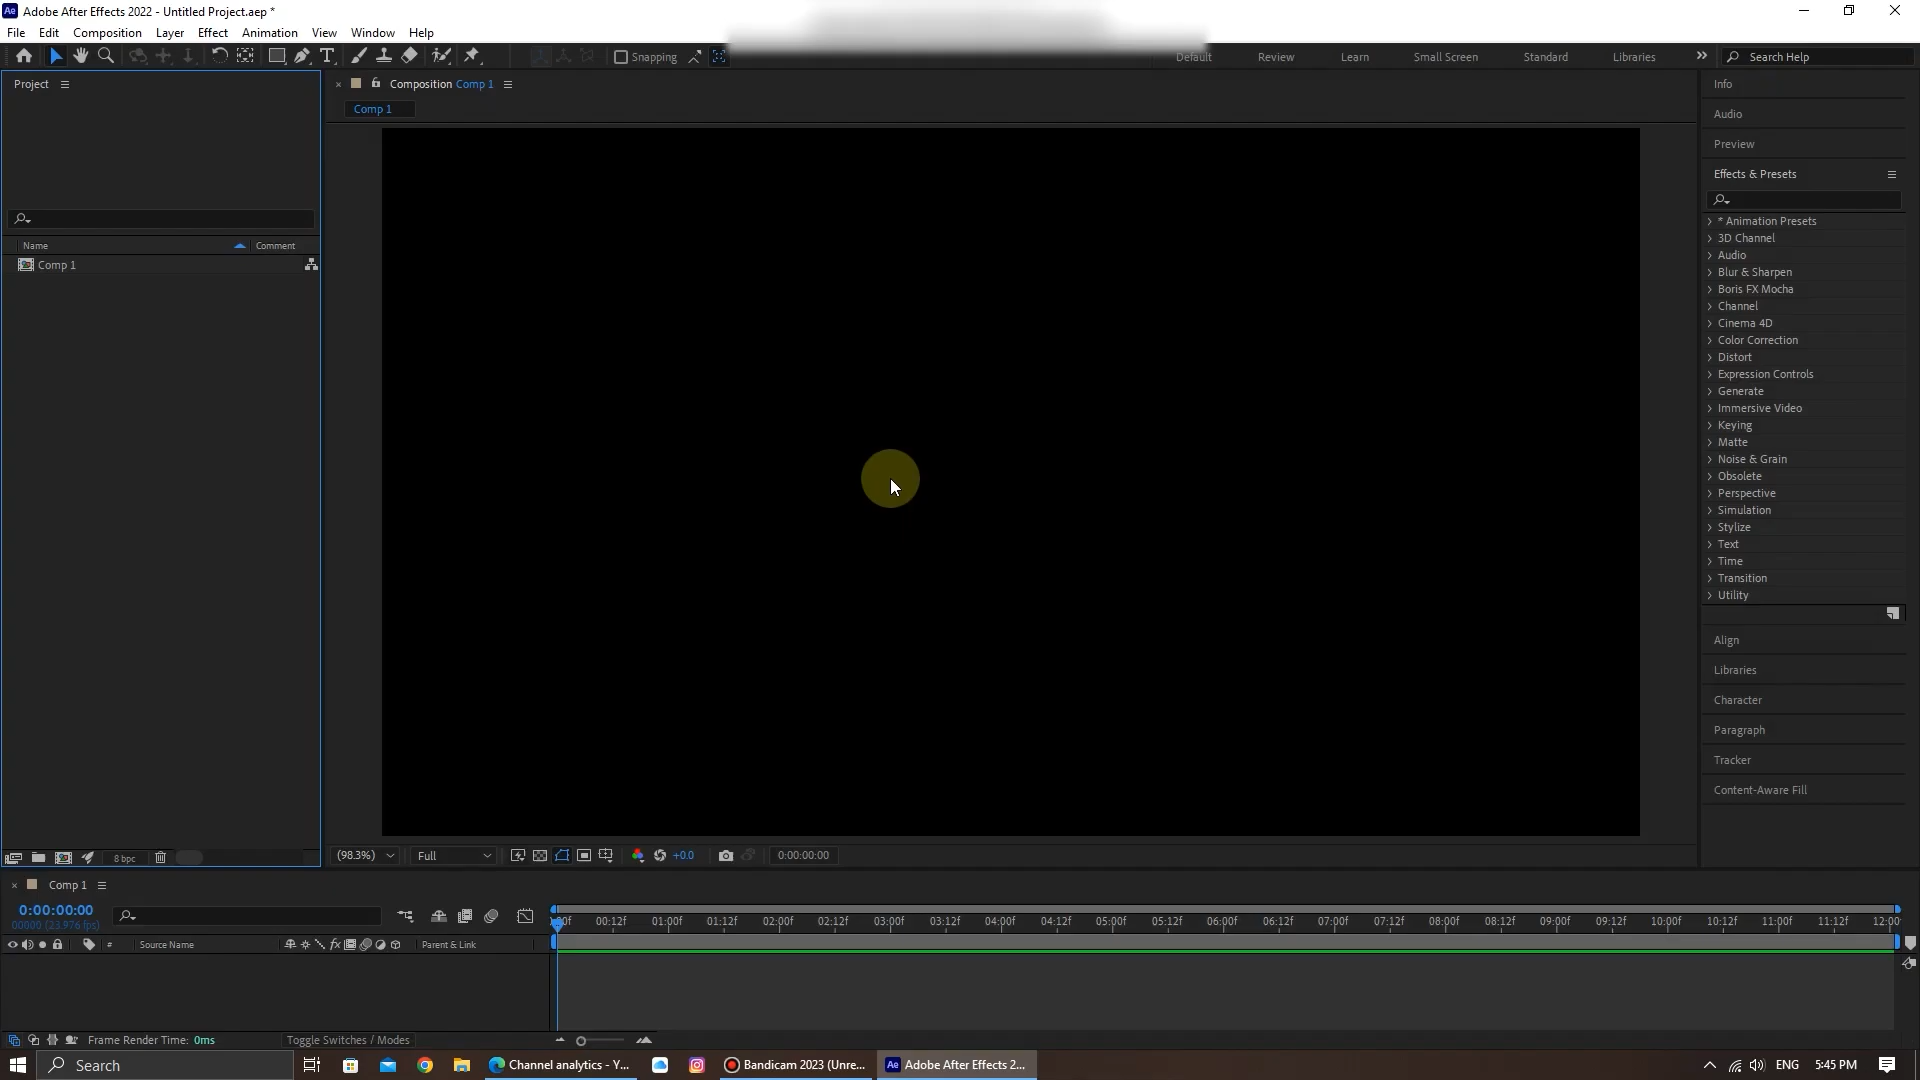 Ae Adobe After Effects 2022 - Untitled Project.aep *
File Edit Composition Layer Effect Animation View Window Help
Snapping Default Review Learn Small Screen Standard Libraries Search Help
Project
Composition Comp 1
Comp 1
Name Comment
Comp 1
Info
Audio
Preview
Effects & Presets
* Animation Presets
3D Channel
Audio
Blur & Sharpen
Boris FX Mocha
Channel
Cinema 4D
Color Correction
Distort
Expression Controls
Generate
Immersive Video
Keying
Matte
Noise & Grain
Obsolete
Perspective
Simulation
Stylize
Text
Time
Transition
Utility
Align
Libraries
Character
Paragraph
Tracker
Content-Aware Fill
8 bpc
(98.3%) Full +0.0 0:00:00:00
Comp 1
0:00:00:00
00000 (23.976 fps)
:00f 00:12f 01:00f 01:12f 02:00f 02:12f 03:00f 03:12f 04:00f 04:12f 05:00f 05:12f 06:00f 06:12f 07:00f 07:12f 08:00f 08:12f 09:00f 09:12f 10:00f 10:12f 11:00f 11:12f 12:00
# Source Name fx Parent & Link
Frame Render Time: 0ms Toggle Switches / Modes
Search Channel analytics - Y... Bandicam 2023 (Unre... Ae Adobe After Effects 2... ENG 5:45 PM